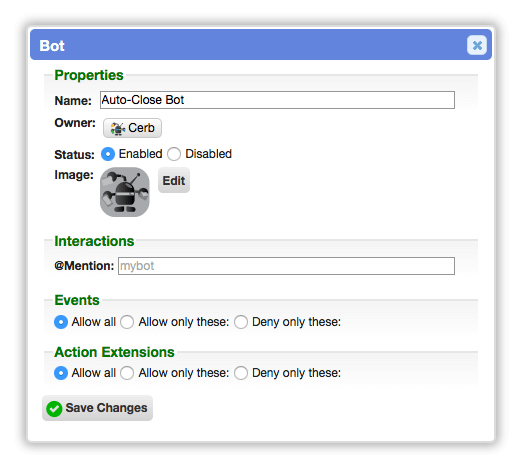 Bot
Properties
Name: Auto-Close Bot
Owner: Cerb
Status: Enabled Disabled
Image: Edit
Interactions
@Mention: mybot
Events
Allow all Allow only these: Deny only these:
Action Extensions
Allow all Allow only these: Deny only these:
Save Changes